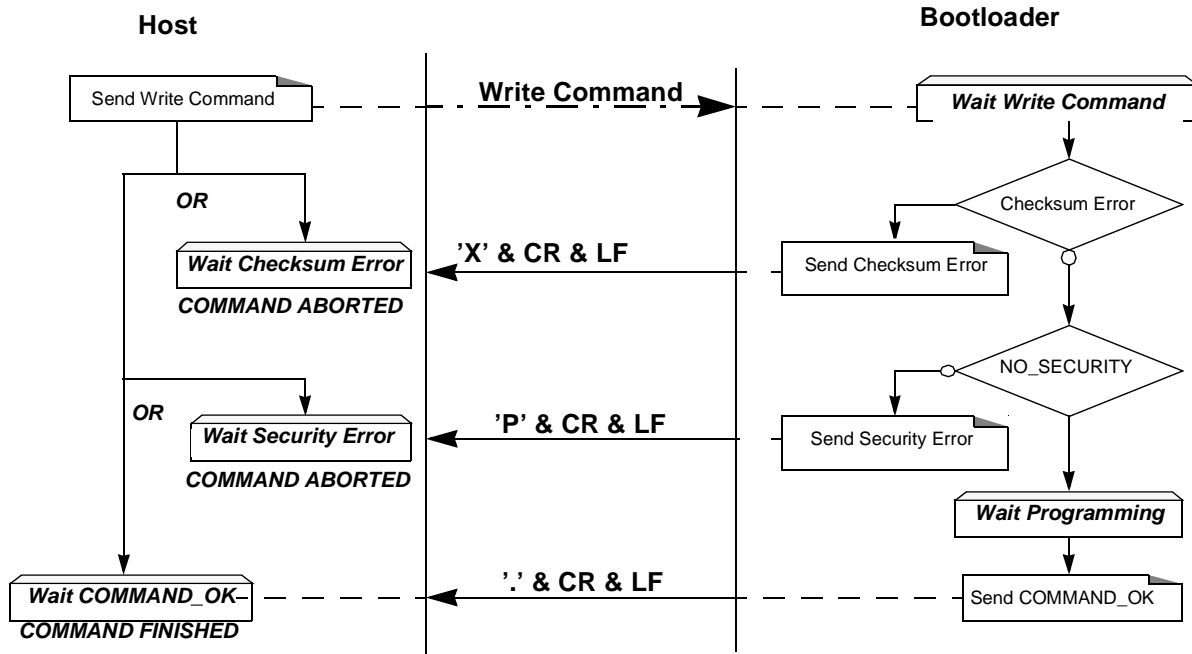 Host
Bootloader
Send Write Command
Write Command
Wait Write Command
OR
Checksum Error
Wait Checksum Error
'X' & CR & LF
Send Checksum Error
COMMAND ABORTED
NO_SECURITY
OR
Wait Security Error
'P' & CR & LF
Send Security Error
COMMAND ABORTED
Wait Programming
Wait COMMAND_OK
'.' & CR & LF
Send COMMAND_OK
COMMAND FINISHED